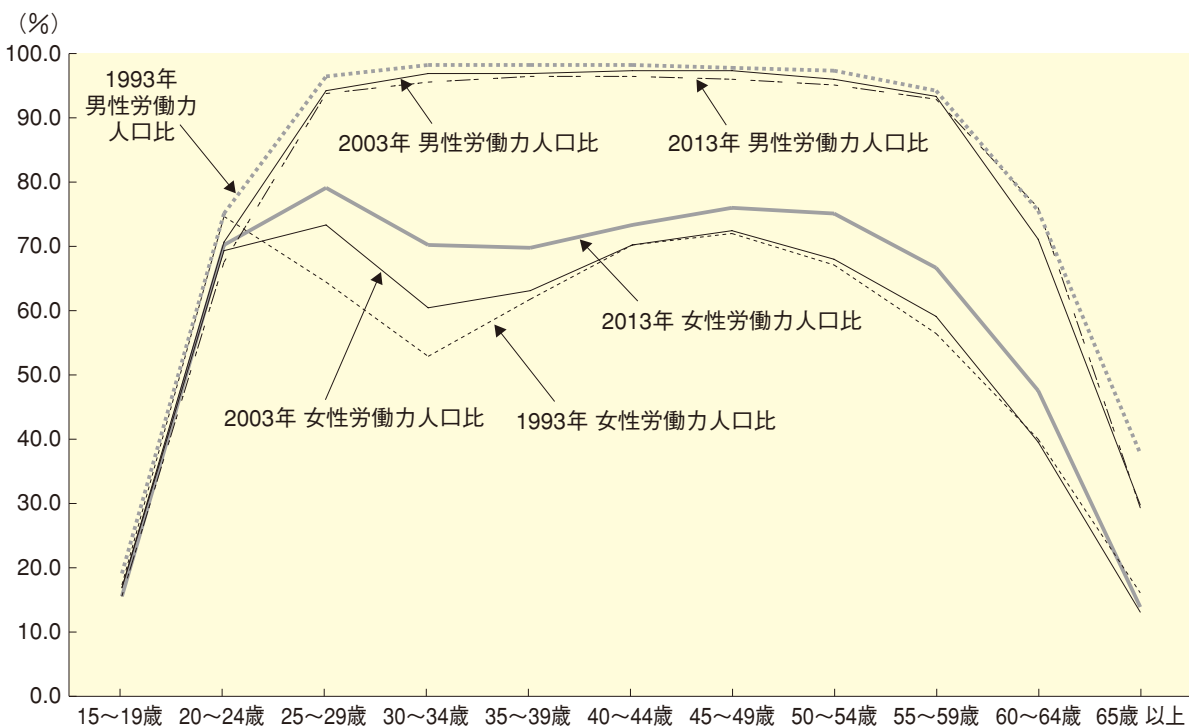 （％）
100.0
90.0
80.0
70.0
60.0
50.0
40.0
30.0
20.0
10.0
0.0
1993年
男性労働力
人口比
2003年 男性労働力人口比
2013年 男性労働力人口比
2013年 女性労働力人口比
2003年 女性労働力人口比
1993年 女性労働力人口比
15～19歳 20～24歳 25～29歳 30～34歳 35～39歳 40～44歳 45～49歳 50～54歳 55～59歳 60～64歳 65歳 以上